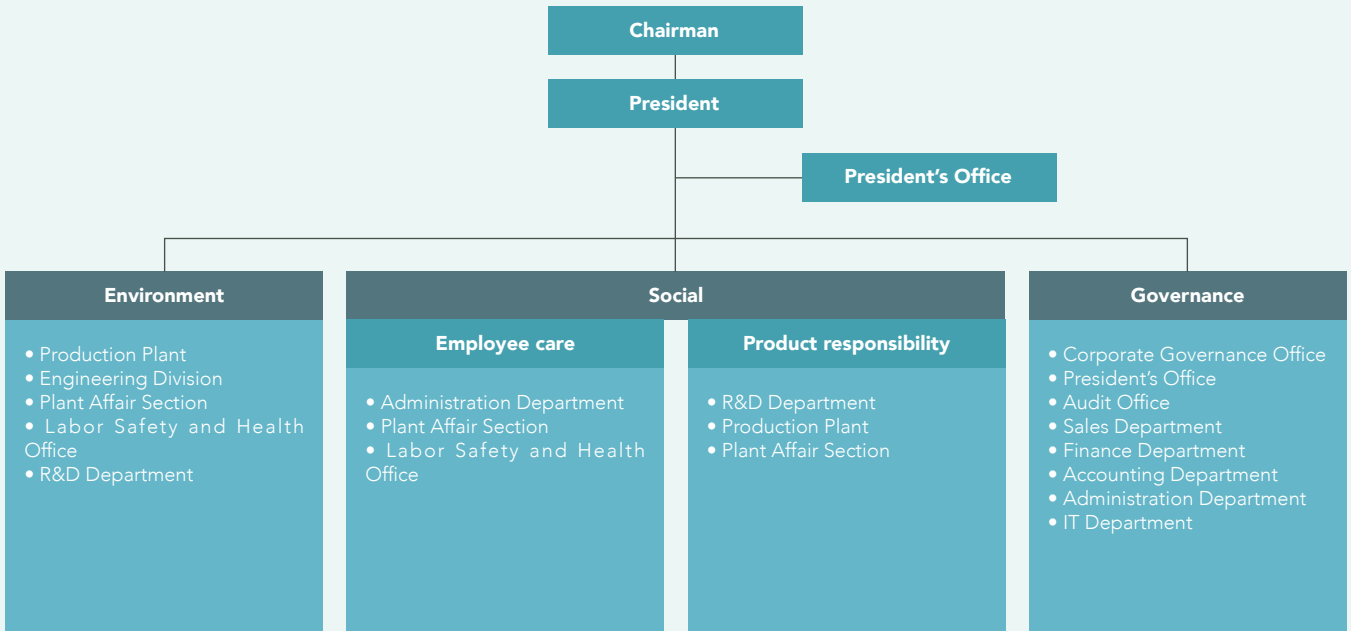 Chairman
President
President’s Office
Environment
• Production Plant
• Engineering Division
• Plant Affair Section
• Labor Safety and Health
Office
• R&D Department
Social
Employee care
• Administration Department
• Plant Affair Section
• Labor Safety and Health
Office
Product responsibility
• R&D Department
• Production Plant
• Plant Affair Section
Governance
• Corporate Governance Office
• President’s Office
• Audit Office
• Sales Department
• Finance Department
• Accounting Department
• Administration Department
• IT Department